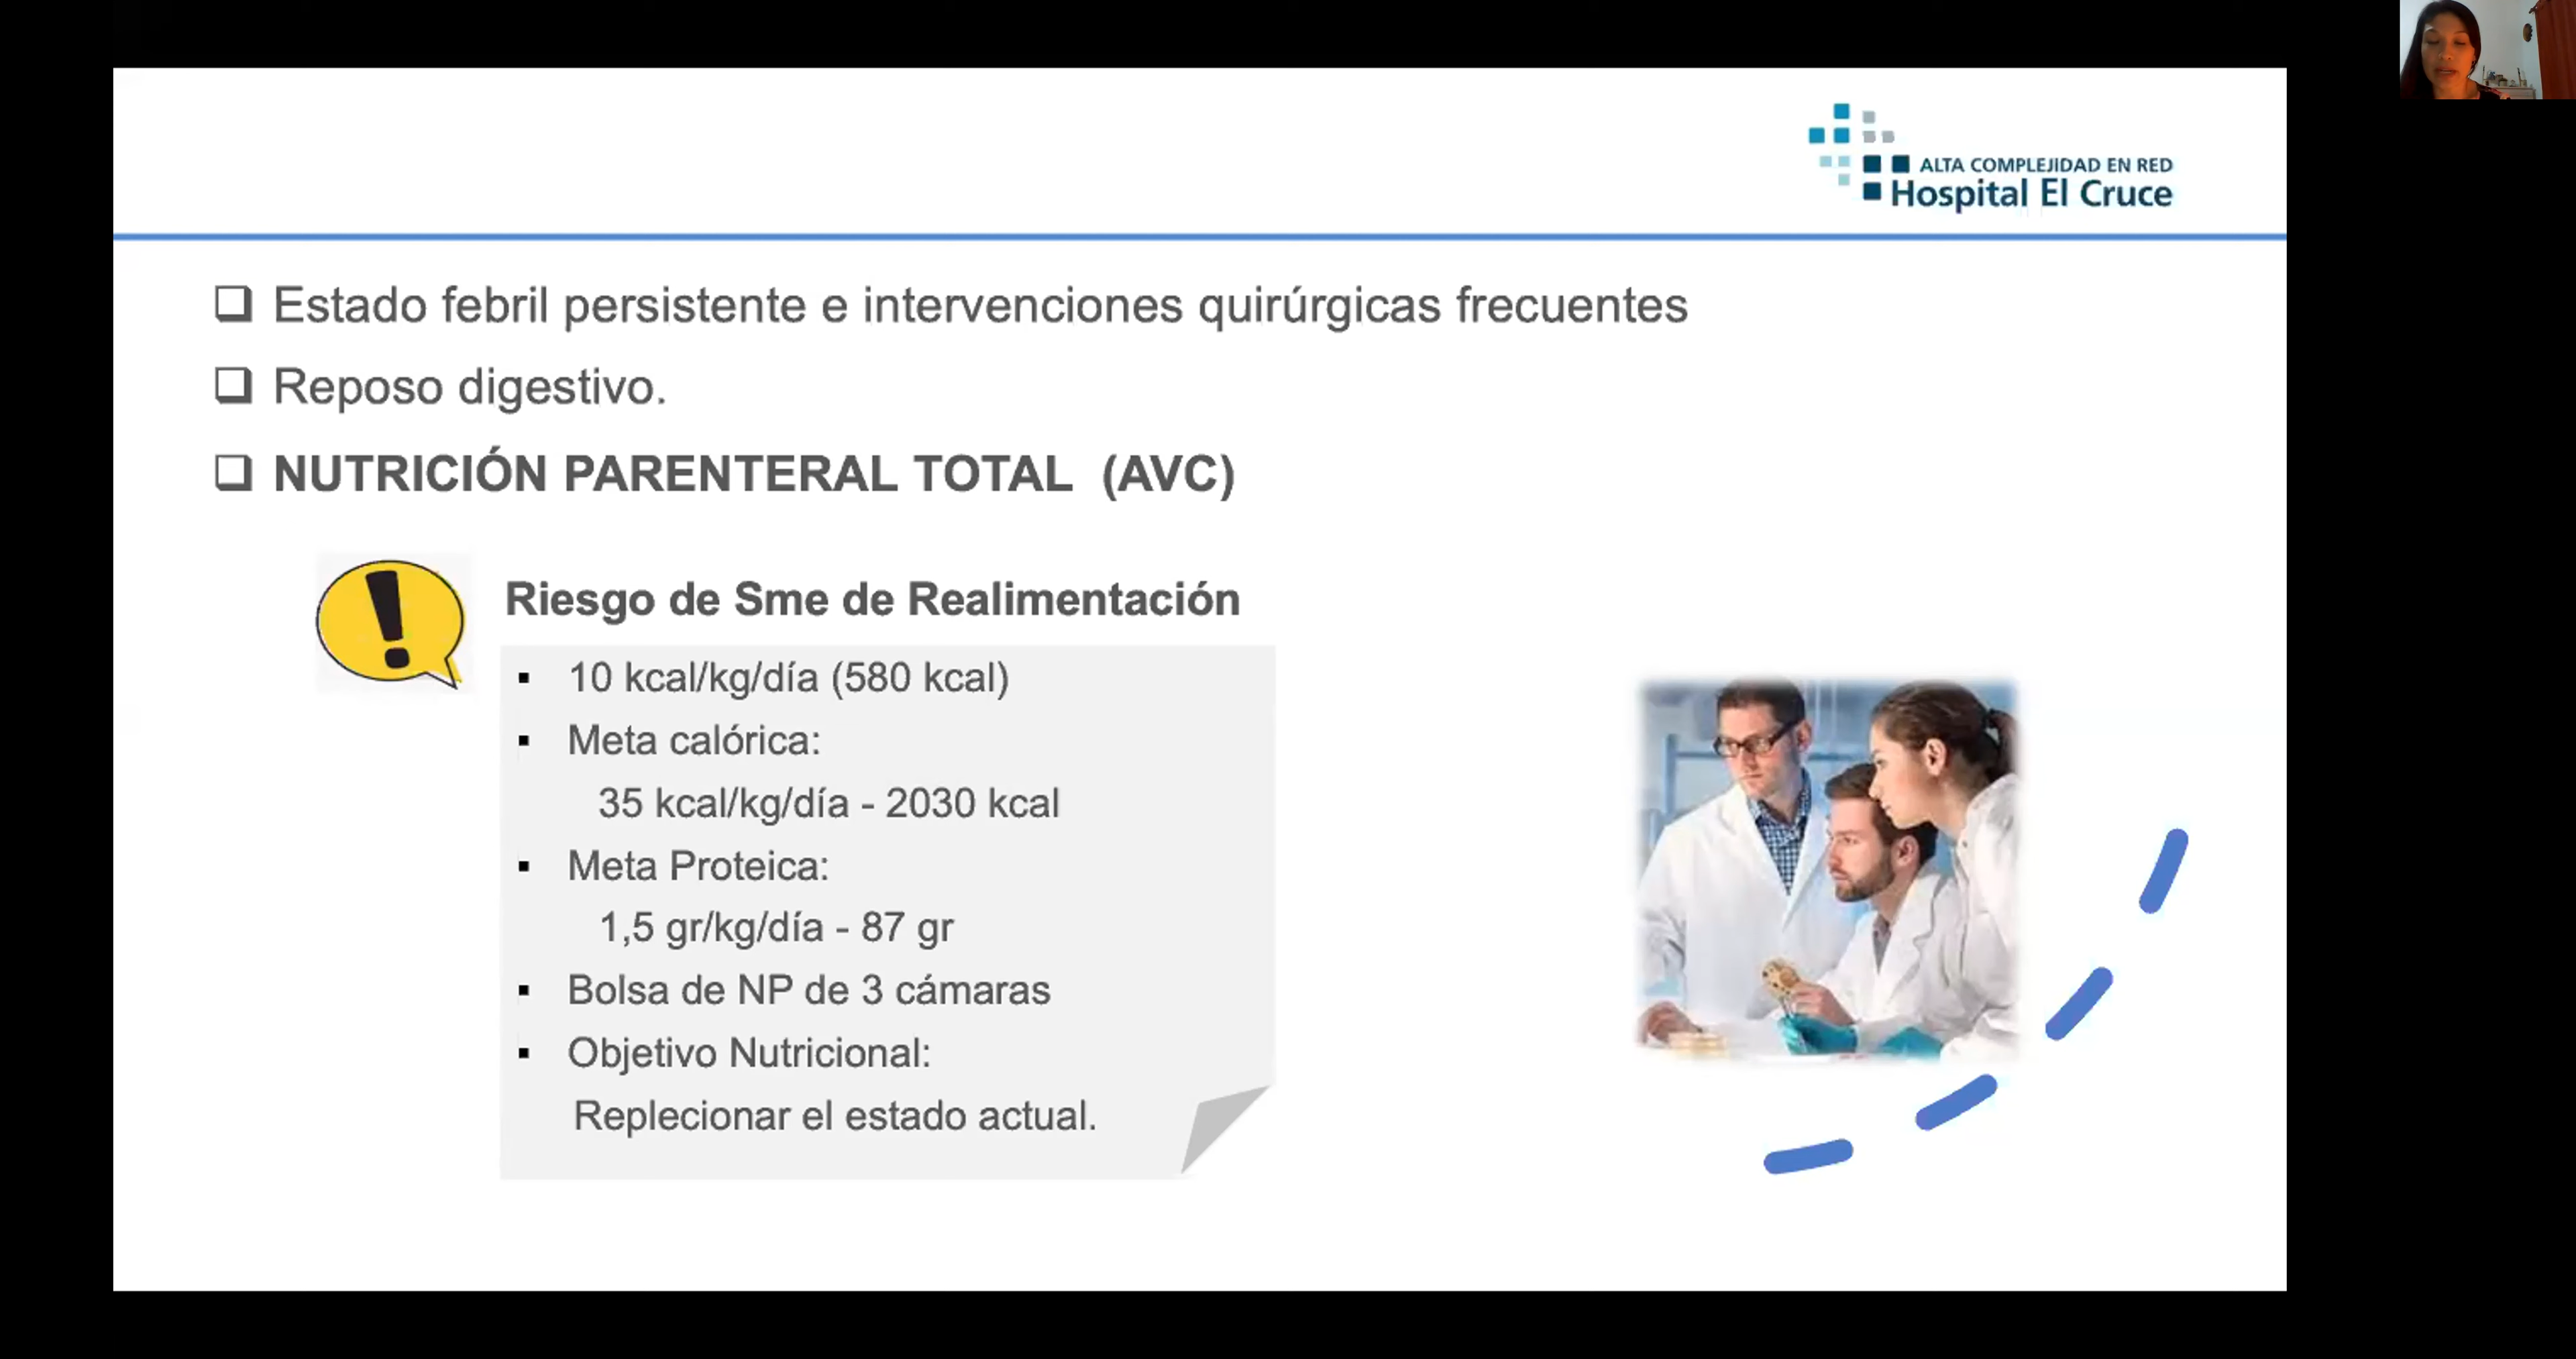 ALTA COMPLEJIDAD EN RED
Hospital El Cruce
Estado febril persistente e intervenciones quirúrgicas frecuentes
Reposo digestivo.
NUTRICIÓN PARENTERAL TOTAL (AVC)
Riesgo de Sme de Realimentación
10 kcal/kg/día (580 kcal)
Meta calórica:
35 kcal/kg/día - 2030 kcal
Meta Proteica:
1,5 gr/kg/día - 87 gr
Bolsa de NP de 3 cámaras
Objetivo Nutricional:
Replecionar el estado actual.